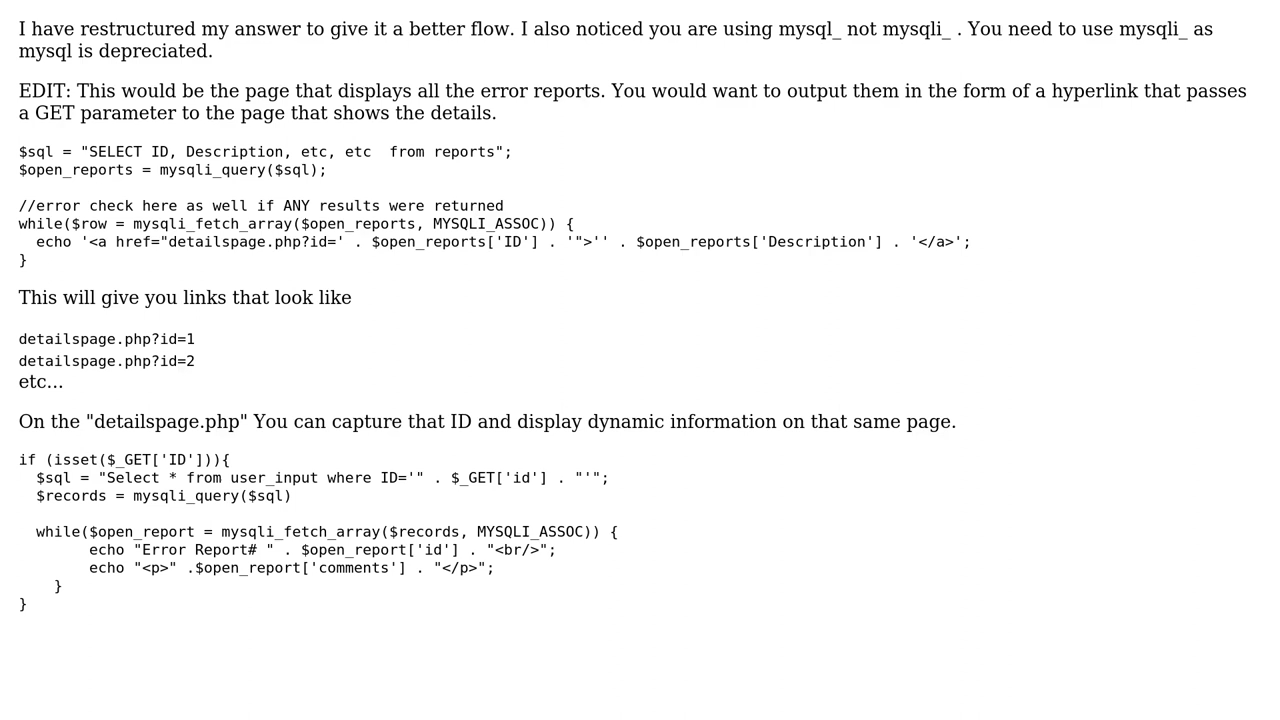 I have restructured my answer to give it a better flow. I also noticed you are using mysql_ not mysqli_ . You need to use mysqli_ as
mysql is depreciated.
EDIT: This would be the page that displays all the error reports. You would want to output them in the form of a hyperlink that passes
a GET parameter to the page that shows the details.
$sql = "SELECT ID, Description, etc, etc  from reports";
$open_reports = mysqli_query($sql);
//error check here as well if ANY results were returned
while($row = mysqli_fetch_array($open_reports, MYSQLI_ASSOC)) {
  echo '<a href="detailspage.php?id=' . $open_reports['ID'] . '">'' . $open_reports['Description'] . '</a>';
}
This will give you links that look like
detailspage.php?id=1
detailspage.php?id=2
etc...
On the "detailspage.php" You can capture that ID and display dynamic information on that same page.
if (isset($_GET['ID'])){
  $sql = "Select * from user_input where ID='" . $_GET['id'] . "'";
  $records = mysqli_query($sql)
  while($open_report = mysqli_fetch_array($records, MYSQLI_ASSOC)) {
        echo "Error Report# " . $open_report['id'] . "<br/>";
        echo "<p>" .$open_report['comments'] . "</p>";
    }
}